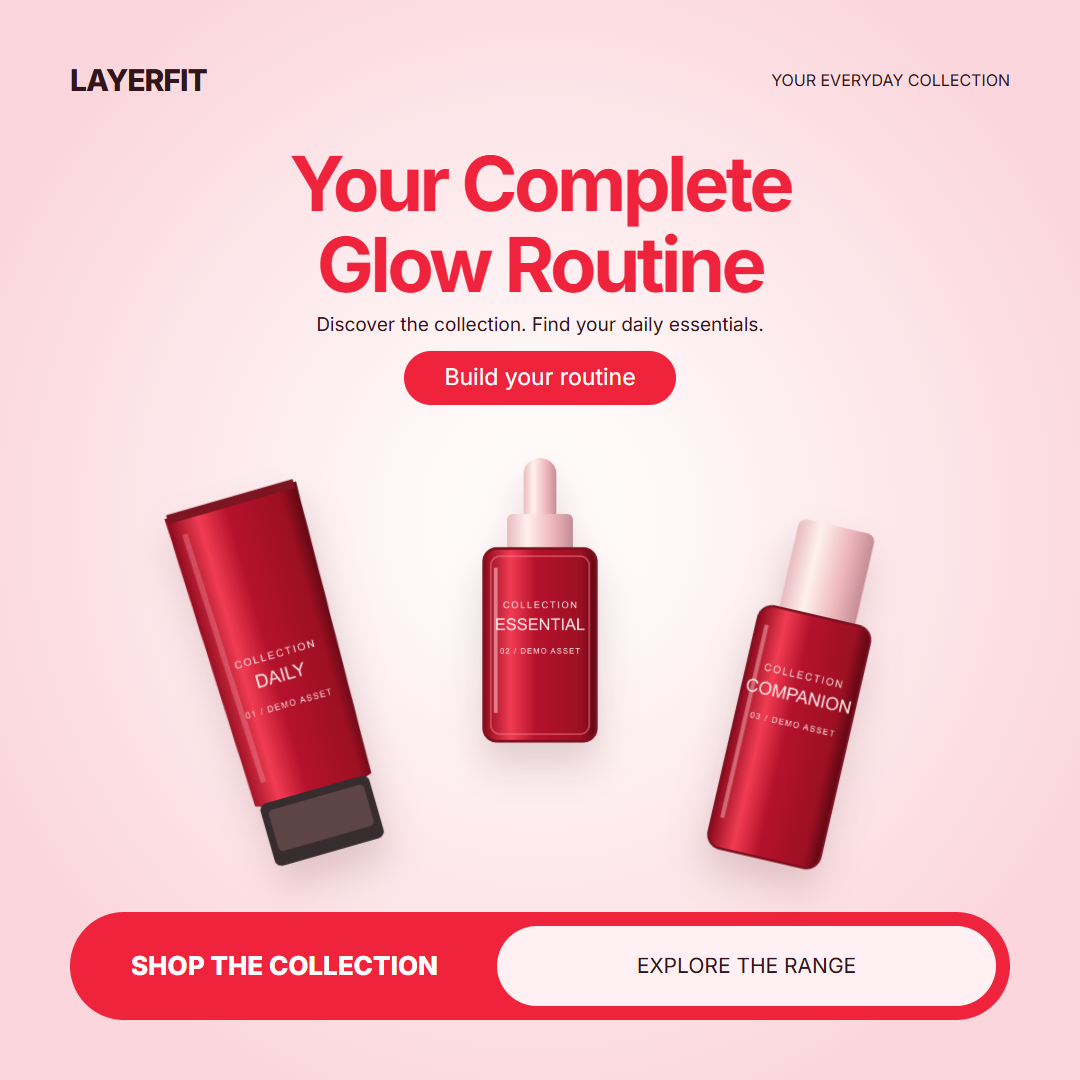 LAYERFIT
YOUR EVERYDAY COLLECTION
Your Complete
Glow Routine
Discover the collection. Find your daily essentials.
Build your routine
COLLECTION
DAILY
01 / DEMO ASSET
COLLECTION
ESSENTIAL
02 / DEMO ASSET
COLLECTION
COMPANION
03 / DEMO ASSET
SHOP THE COLLECTION
EXPLORE THE RANGE